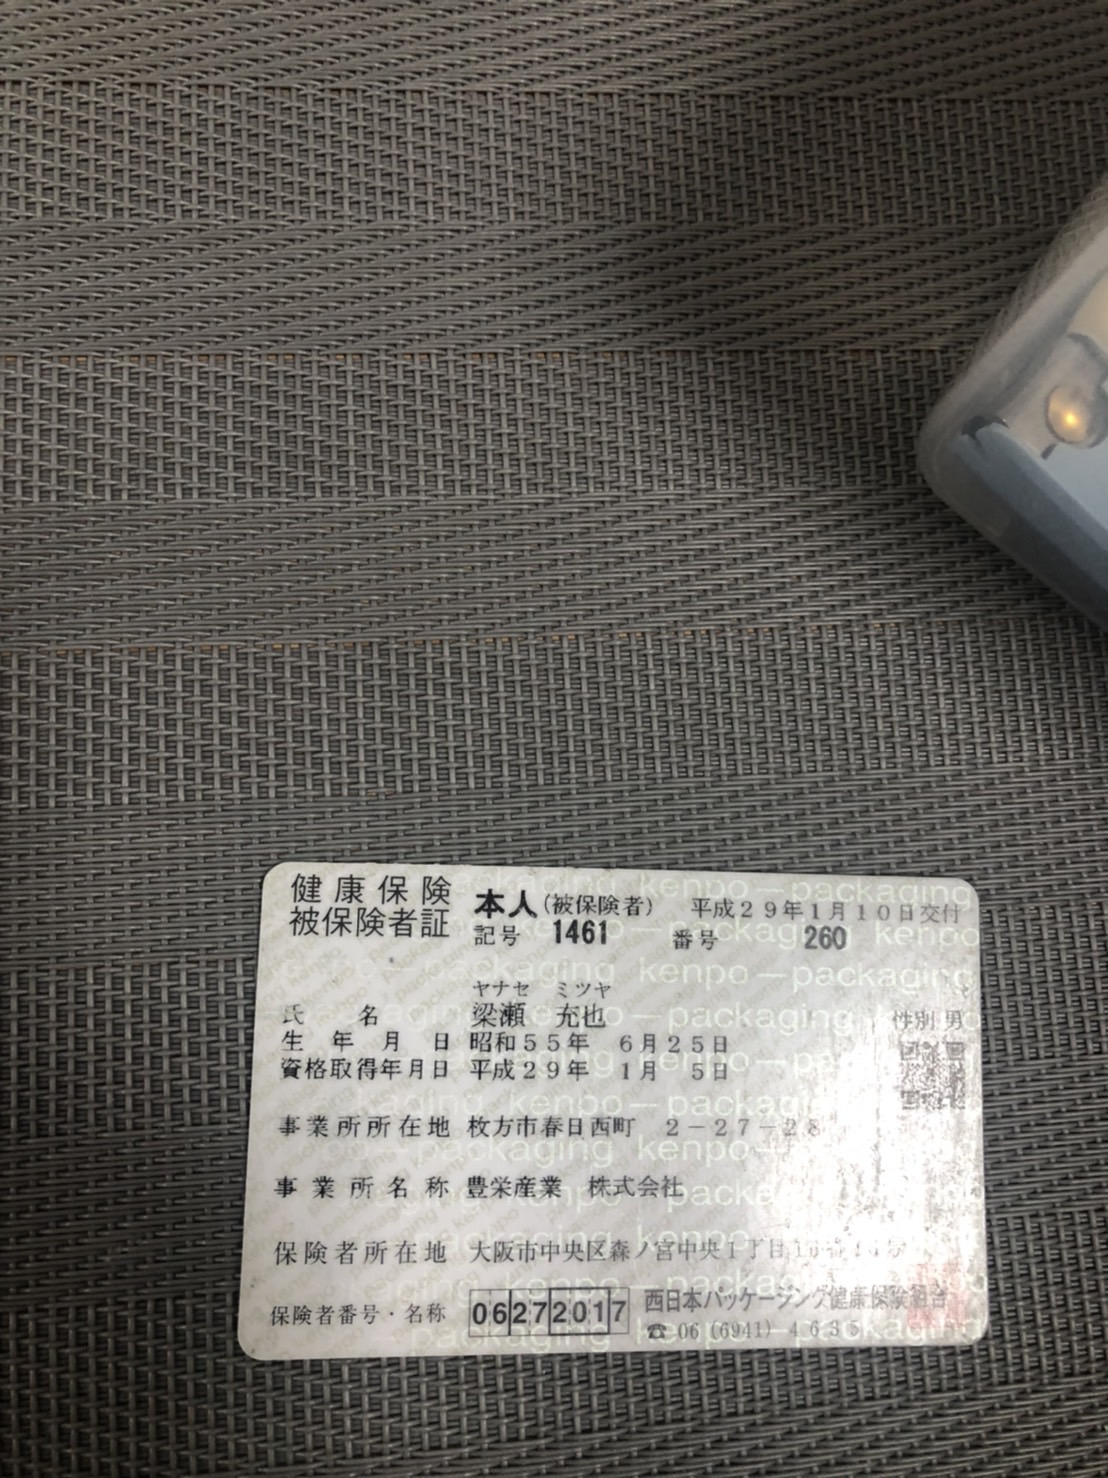 健康保険 本人(被保険者) 平成29年1月10日交付
被保険者証 記号 1461 番号 260
ヤナセ ミツヤ
氏名 梁瀬 充也 性別 男
生年月日 昭和55年 6月25日
資格取得年月日 平成29年 1月 5日
事業所所在地 枚方市春日西町 2-27-28
事業所名称 豊栄産業 株式会社
保険者所在地 大阪市中央区森ノ宮中央1丁目
保険者番号・名称 06272017 西日本パッケージング健康保険組合
☎ 06 (6941) 4635
kenpo-packaging